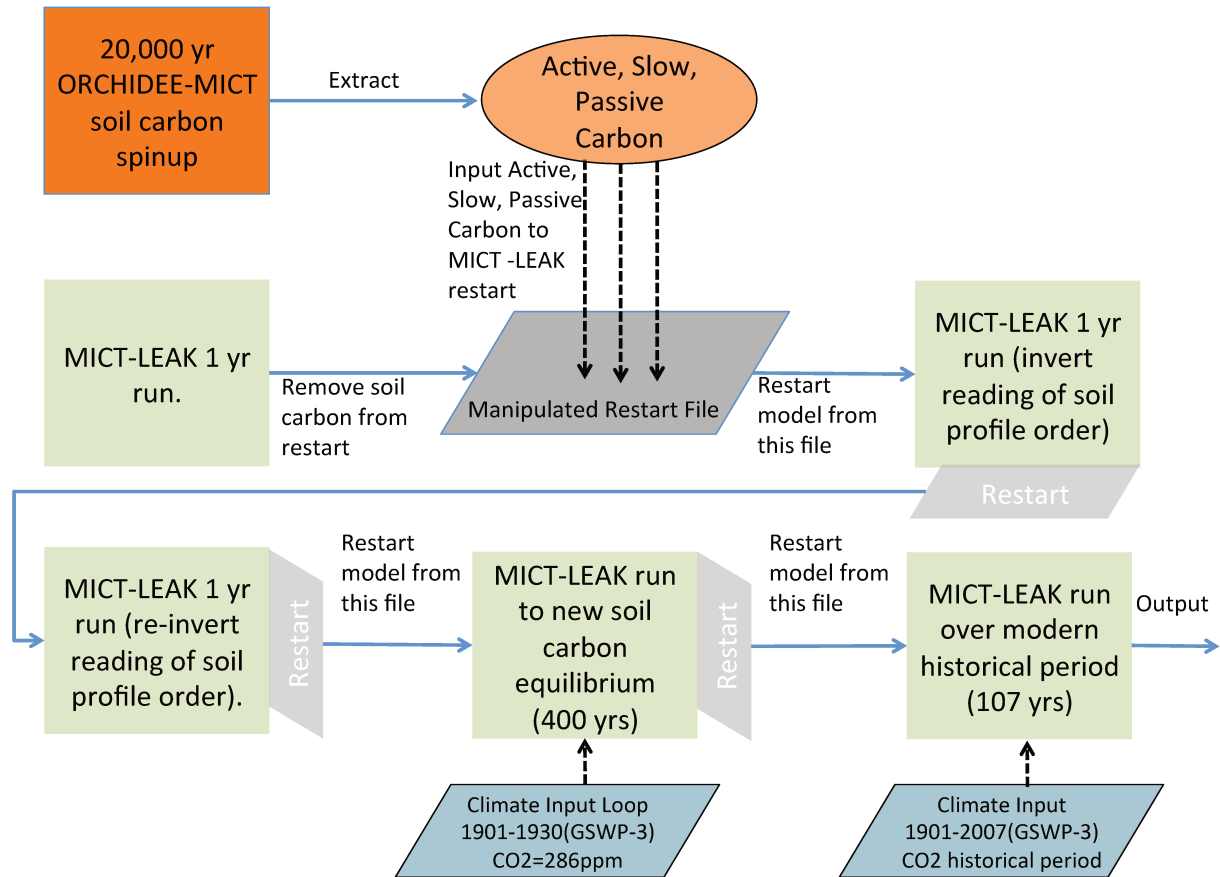 20,000 yr
ORCHIDEE-MICT
soil carbon
spinup
Extract
Active, Slow,
Passive
Carbon
Input Active,
Slow, Passive
Carbon to
MICT -LEAK
restart
MICT-LEAK 1 yr
run.
Remove soil
carbon from
restart
Manipulated Restart File
Restart
model from
this file
MICT-LEAK 1 yr
run (invert
reading of soil
profile order)
Restart
MICT-LEAK 1 yr
run (re-invert
reading of soil
profile order).
Restart
Restart
model from
this file
MICT-LEAK run
to new soil
carbon
equilibrium
(400 yrs)
Restart
Restart
model from
this file
MICT-LEAK run
over modern
historical period
(107 yrs)
Output
Climate Input Loop
1901-1930(GSWP-3)
CO2=286ppm
Climate Input
1901-2007(GSWP-3)
CO2 historical period